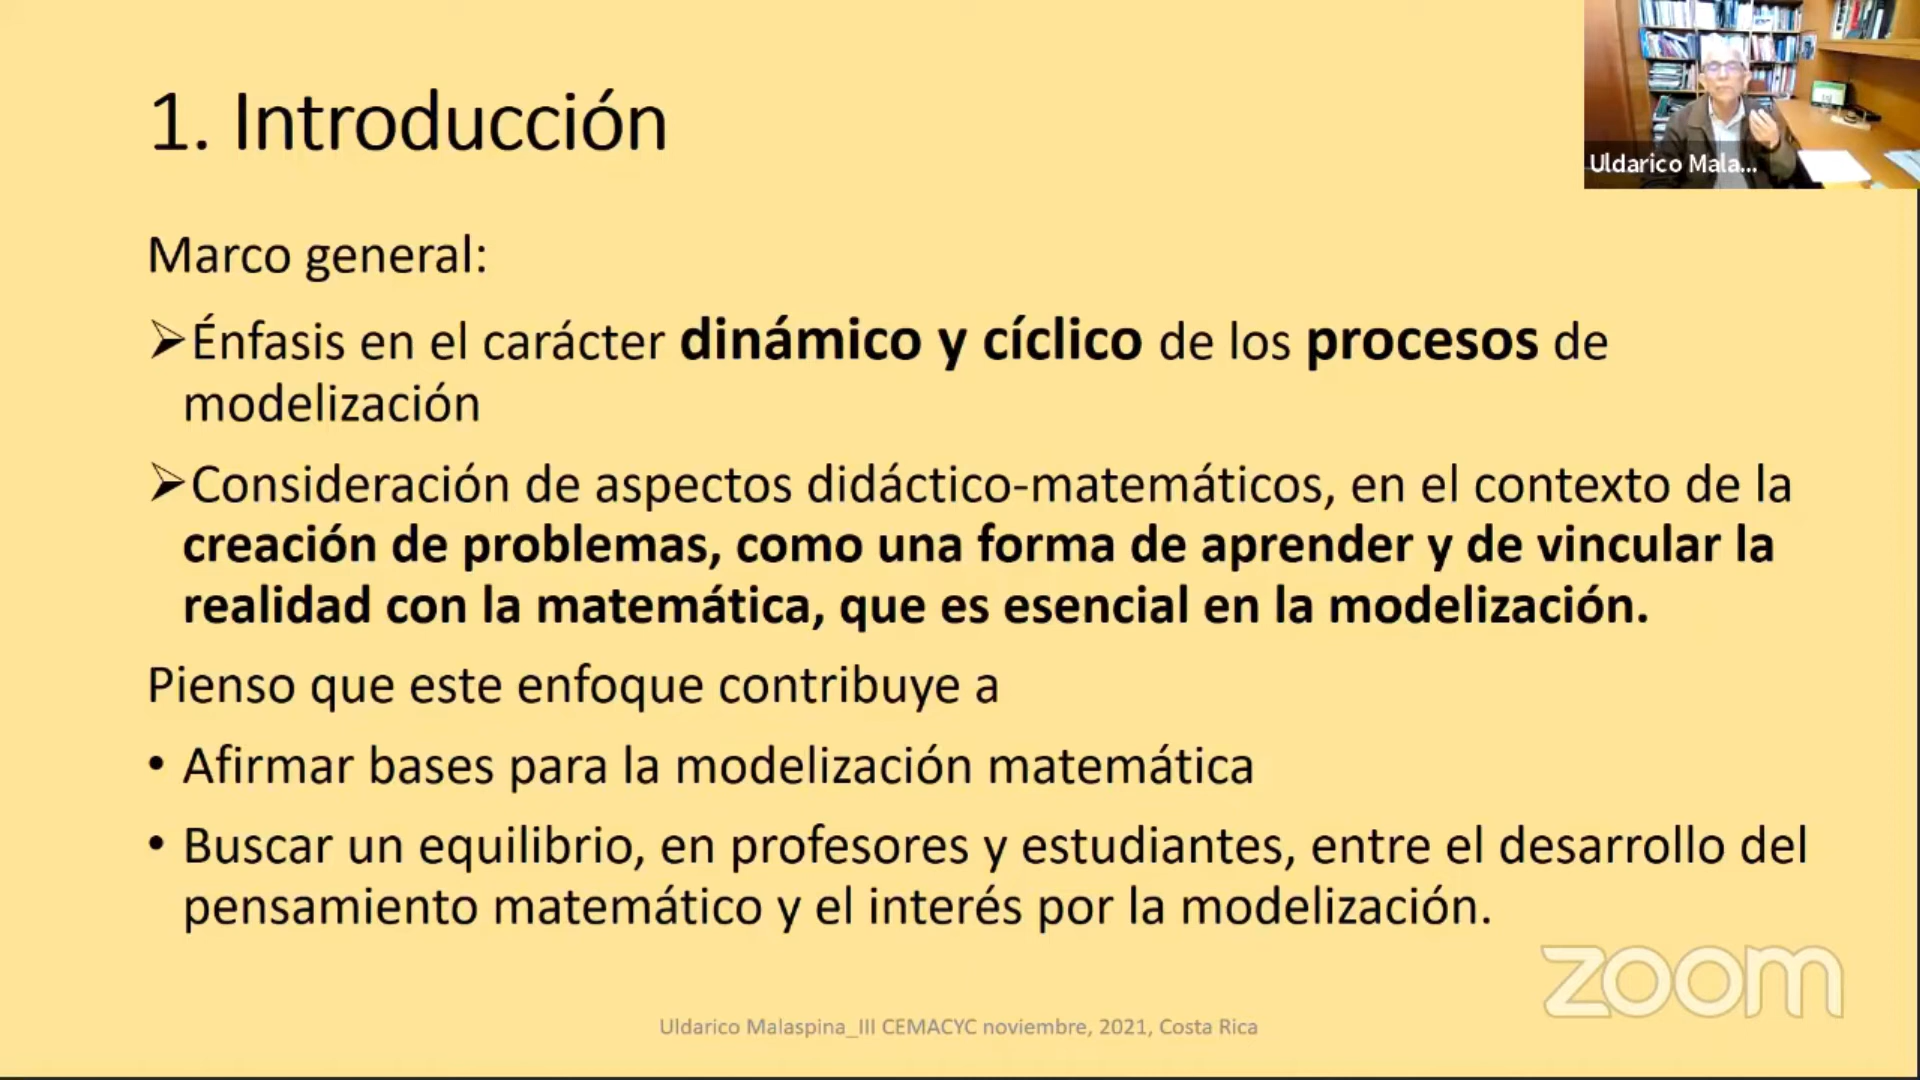 1. Introducción
Uldarico Mala...
Marco general:
➢Énfasis en el carácter dinámico y cíclico de los procesos de
modelización
➢Consideración de aspectos didáctico-matemáticos, en el contexto de la
creación de problemas, como una forma de aprender y de vincular la
realidad con la matemática, que es esencial en la modelización.
Pienso que este enfoque contribuye a
• Afirmar bases para la modelización matemática
• Buscar un equilibrio, en profesores y estudiantes, entre el desarrollo del
pensamiento matemático y el interés por la modelización.
zoom
Uldarico Malaspina_III CEMACYC noviembre, 2021, Costa Rica